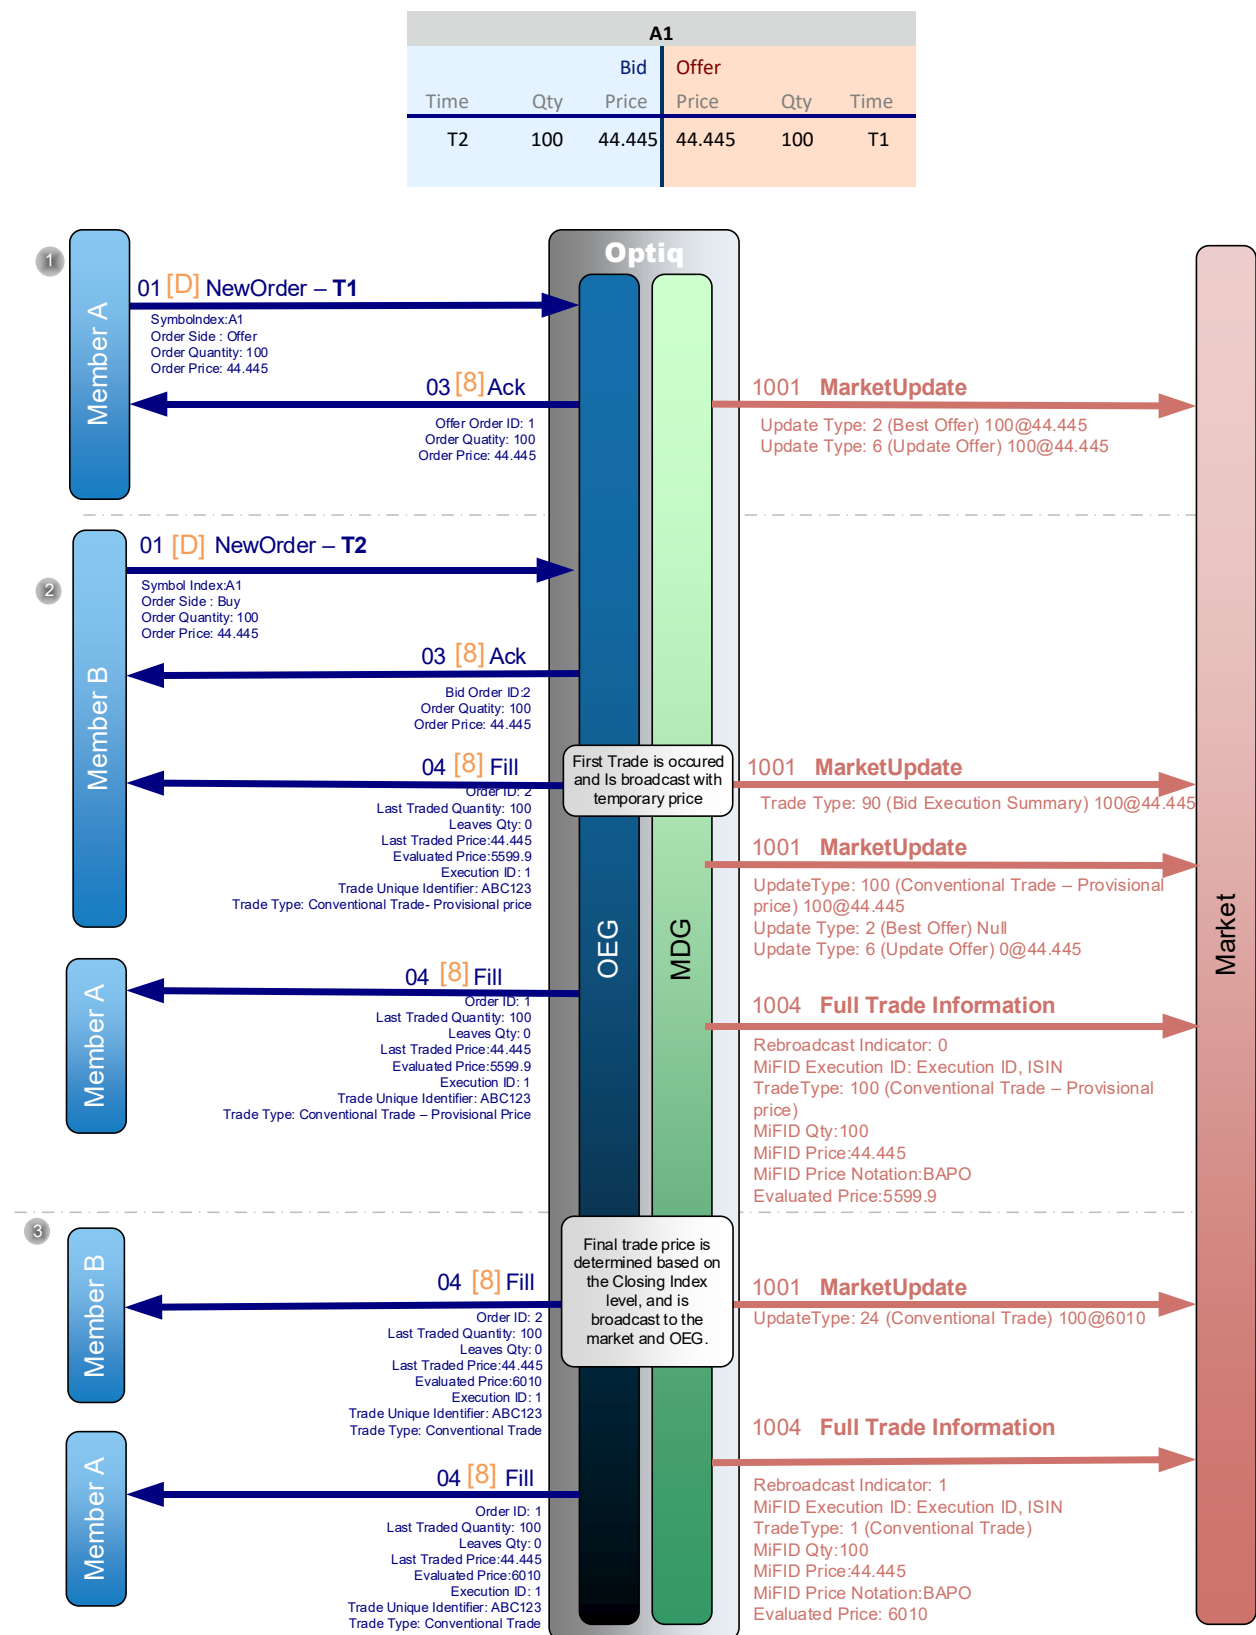 A1
Bid Offer
Time Qty Price Price Qty Time
T2 100 44.445 44.445 100 T1
Optiq
1
Member A
01 [D] NewOrder – T1
SymbolIndex:A1
Order Side : Offer
Order Quantity: 100
Order Price: 44.445
03 [8] Ack
Offer Order ID: 1
Order Quatity: 100
Order Price: 44.445
1001 MarketUpdate
Update Type: 2 (Best Offer) 100@44.445
Update Type: 6 (Update Offer) 100@44.445
2
Member B
01 [D] NewOrder – T2
Symbol Index:A1
Order Side : Buy
Order Quantity: 100
Order Price: 44.445
03 [8] Ack
Bid Order ID:2
Order Quatity: 100
Order Price: 44.445
04 [8] Fill
Order ID: 2
Last Traded Quantity: 100
Leaves Qty: 0
Last Traded Price:44.445
Evaluated Price:5599.9
Execution ID: 1
Trade Unique Identifier: ABC123
Trade Type: Conventional Trade- Provisional price
First Trade is occured
and Is broadcast with
temporary price
1001 MarketUpdate
Trade Type: 90 (Bid Execution Summary) 100@44.445
1001 MarketUpdate
UpdateType: 100 (Conventional Trade – Provisional
price) 100@44.445
Update Type: 2 (Best Offer) Null
Update Type: 6 (Update Offer) 0@44.445
OEG
MDG
Market
Member A
04 [8] Fill
Order ID: 1
Last Traded Quantity: 100
Leaves Qty: 0
Last Traded Price:44.445
Evaluated Price:5599.9
Execution ID: 1
Trade Unique Identifier: ABC123
Trade Type: Conventional Trade – Provisional Price
1004 Full Trade Information
Rebroadcast Indicator: 0
MiFID Execution ID: Execution ID, ISIN
TradeType: 100 (Conventional Trade – Provisional
price)
MiFID Qty:100
MiFID Price:44.445
MiFID Price Notation:BAPO
Evaluated Price:5599.9
3
Member B
04 [8] Fill
Order ID: 2
Last Traded Quantity: 100
Leaves Qty: 0
Last Traded Price:44.445
Evaluated Price:6010
Execution ID: 1
Trade Unique Identifier: ABC123
Trade Type: Conventional Trade
Final trade price is
determined based on
the Closing Index
level, and is
broadcast to the
market and OEG.
1001 MarketUpdate
UpdateType: 24 (Conventional Trade) 100@6010
Member A
04 [8] Fill
Order ID: 1
Last Traded Quantity: 100
Leaves Qty: 0
Last Traded Price:44.445
Evaluated Price:6010
Execution ID: 1
Trade Unique Identifier: ABC123
Trade Type: Conventional Trade
1004 Full Trade Information
Rebroadcast Indicator: 1
MiFID Execution ID: Execution ID, ISIN
TradeType: 1 (Conventional Trade)
MiFID Qty:100
MiFID Price:44.445
MiFID Price Notation:BAPO
Evaluated Price: 6010